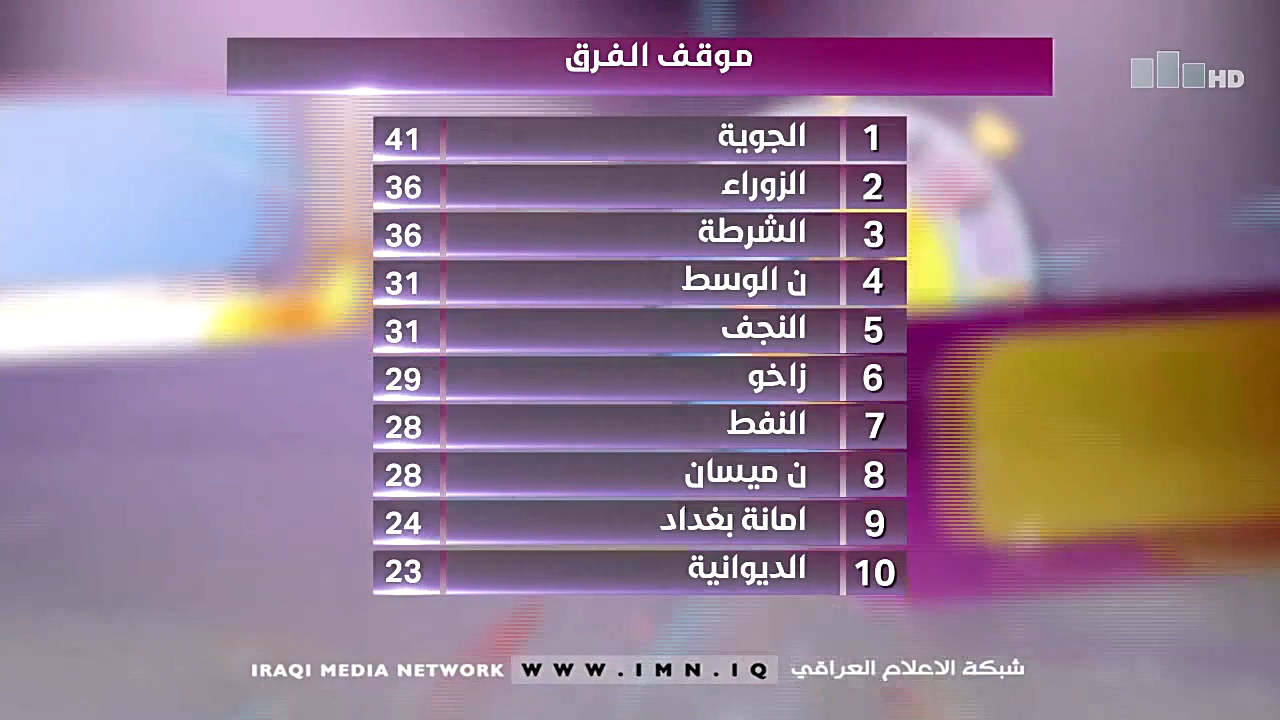 موقف الفرق
HD
1 الجوية 41
2 الزوراء 36
3 الشرطة 36
4 ن الوسط 31
5 النجف 31
6 زاخو 29
7 النفط 28
8 ن ميسان 28
9 امانة بغداد 24
10 الديوانية 23
شبكة الاعلام العراقي WWW.IMN.IQ IRAQI MEDIA NETWORK